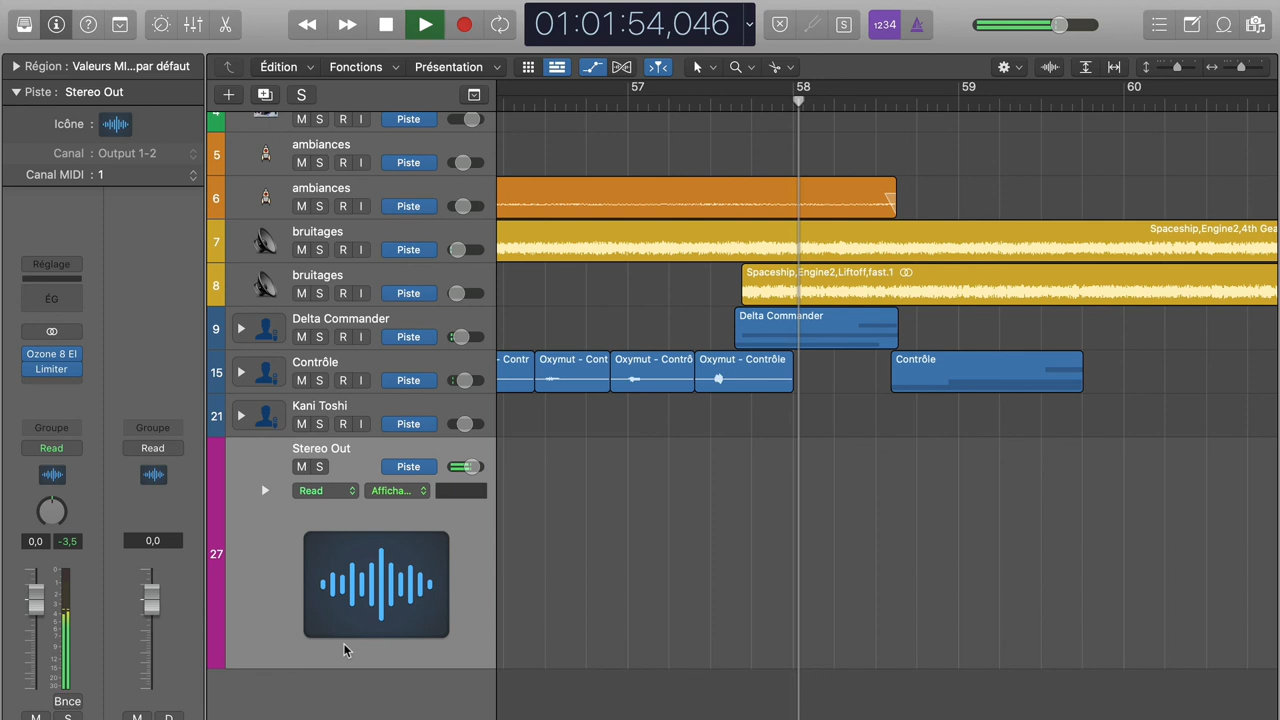 01:01:54,046
S
1234
Région : Valeurs MI...par défaut
Piste : Stereo Out
Icône :
Canal : Output 1-2
Canal MIDI : 1
Réglage
ÉG
Ozone 8 El
Limiter
Groupe
Groupe
Read
Read
0,0
-3,5
0,0
Bnce
M
S
M
D
Édition
Fonctions
Présentation
S
57
58
59
60
4
M S R I Piste
5
ambiances
M S R I Piste
6
ambiances
M S R I Piste
7
bruitages
M S R I Piste
Spaceship,Engine2,4th Gea
8
bruitages
M S R I Piste
Spaceship,Engine2,Liftoff,fast.1
9
Delta Commander
M S R I Piste
Delta Commander
15
Contrôle
M S R I Piste
- Contr
Oxymut - Cont
Oxymut - Contrô
Oxymut - Contrôle
Contrôle
21
Kani Toshi
M S R I Piste
27
Stereo Out
M S Piste
Read
Afficha...